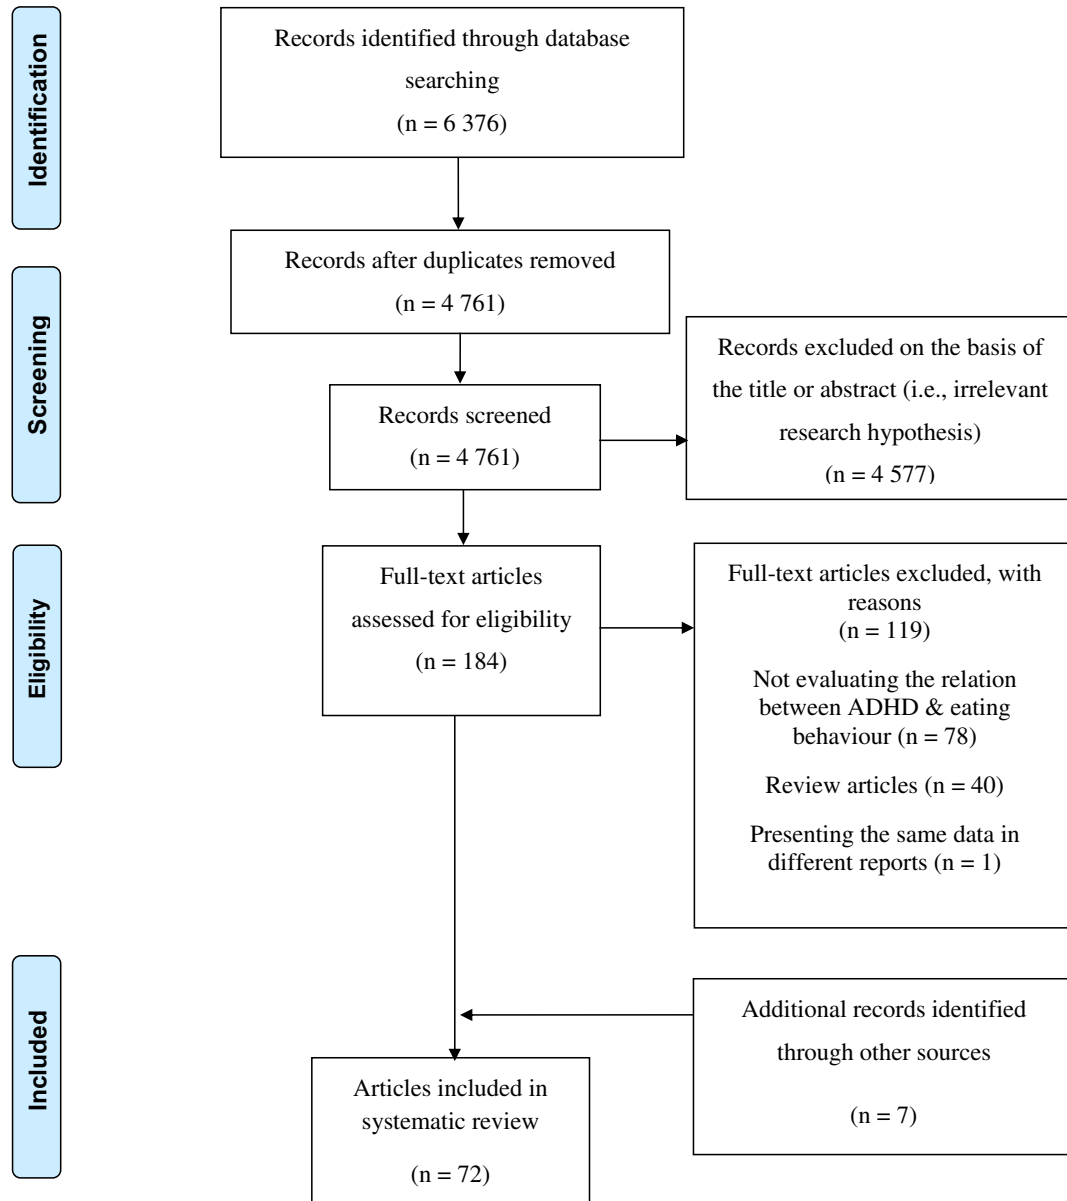 Identification
Records identified through database
searching
(n = 6 376)
Records after duplicates removed
(n = 4 761)
Screening
Records screened
(n = 4 761)
Records excluded on the basis of
the title or abstract (i.e., irrelevant
research hypothesis)
(n = 4 577)
Eligibility
Full-text articles
assessed for eligibility
(n = 184)
Full-text articles excluded, with
reasons
(n = 119)
Not evaluating the relation
between ADHD & eating
behaviour (n = 78)
Review articles (n = 40)
Presenting the same data in
different reports (n = 1)
Included
Additional records identified
through other sources
(n = 7)
Articles included in
systematic review
(n = 72)